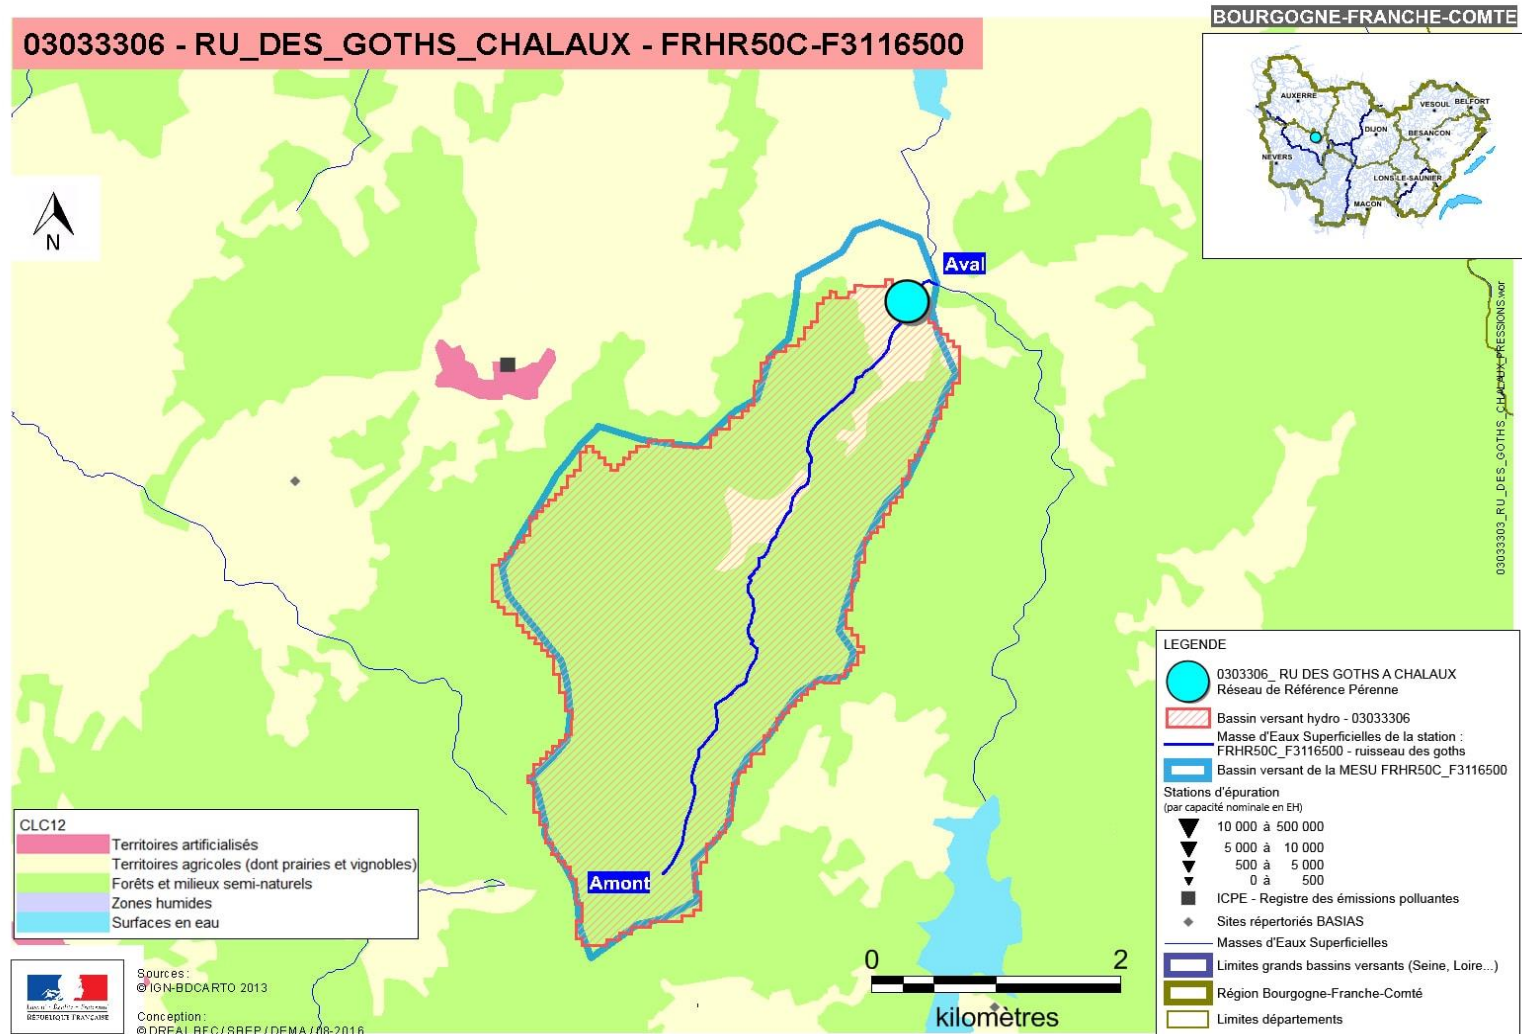 BOURGOGNE-FRANCHE-COMTE
03033306 - RU_DES_GOTHS_CHALAUX - FRHR50C-F3116500
AUXERRE
VESOUL
BELFORT
DIJON
BESANCON
NEVERS
LONS-LE-SAUNIER
MACON
N
Aval
Amont
03033303_RU_DES_GOTHS_CHALAUX_PRESSIONS.wor
LEGENDE
0303306_ RU DES GOTHS A CHALAUX
Réseau de Référence Pérenne
Bassin versant hydro - 03033306
Masse d'Eaux Superficielles de la station :
FRHR50C_F3116500 - ruisseau des goths
Bassin versant de la MESU FRHR50C_F3116500
Stations d'épuration
(par capacité nominale en EH)
10 000 à 500 000
5 000 à 10 000
500 à 5 000
0 à 500
ICPE - Registre des émissions polluantes
Sites répertoriés BASIAS
Masses d'Eaux Superficielles
Limites grands bassins versants (Seine, Loire...)
Région Bourgogne-Franche-Comté
Limites départements
CLC12
Territoires artificialisés
Territoires agricoles (dont prairies et vignobles)
Forêts et milieux semi-naturels
Zones humides
Surfaces en eau
0 2
kilomètres
Liberté • Égalité • Fraternité
RÉPUBLIQUE FRANÇAISE
Sources :
© IGN-BDCARTO 2013
Conception :
© DREAL BFC / SBEP / DEMA / 08-2016